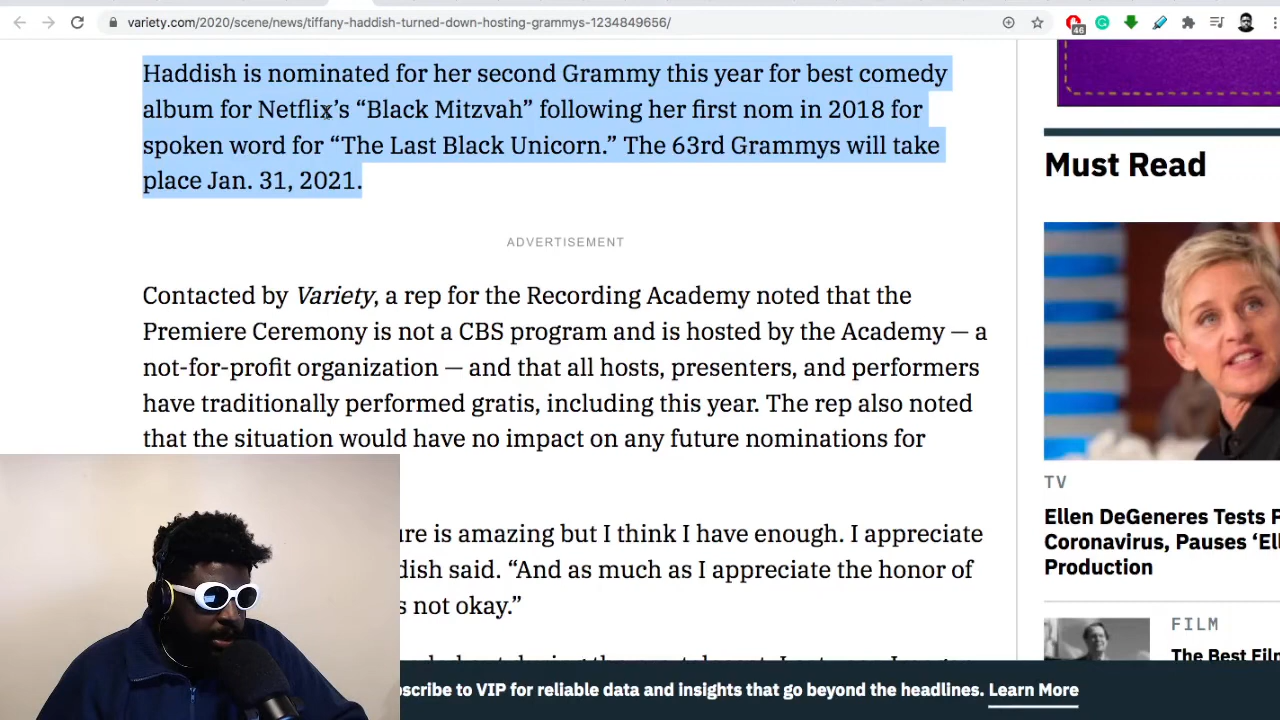 variety.com/2020/scene/news/tiffany-haddish-turned-down-hosting-grammys-1234849656/
46
Haddish is nominated for her second Grammy this year for best comedy
album for Netflix’s “Black Mitzvah” following her first nom in 2018 for
spoken word for “The Last Black Unicorn.” The 63rd Grammys will take
place Jan. 31, 2021.
ADVERTISEMENT
Contacted by Variety, a rep for the Recording Academy noted that the
Premiere Ceremony is not a CBS program and is hosted by the Academy — a
not-for-profit organization — and that all hosts, presenters, and performers
have traditionally performed gratis, including this year. The rep also noted
that the situation would have no impact on any future nominations for
is amazing but I think I have enough. I appreciate
said. “And as much as I appreciate the honor of
not okay.”
VIP for reliable data and insights that go beyond the headlines. Learn More
Must Read
TV
Ellen DeGeneres Tests
Coronavirus, Pauses
Production
FILM
The Best